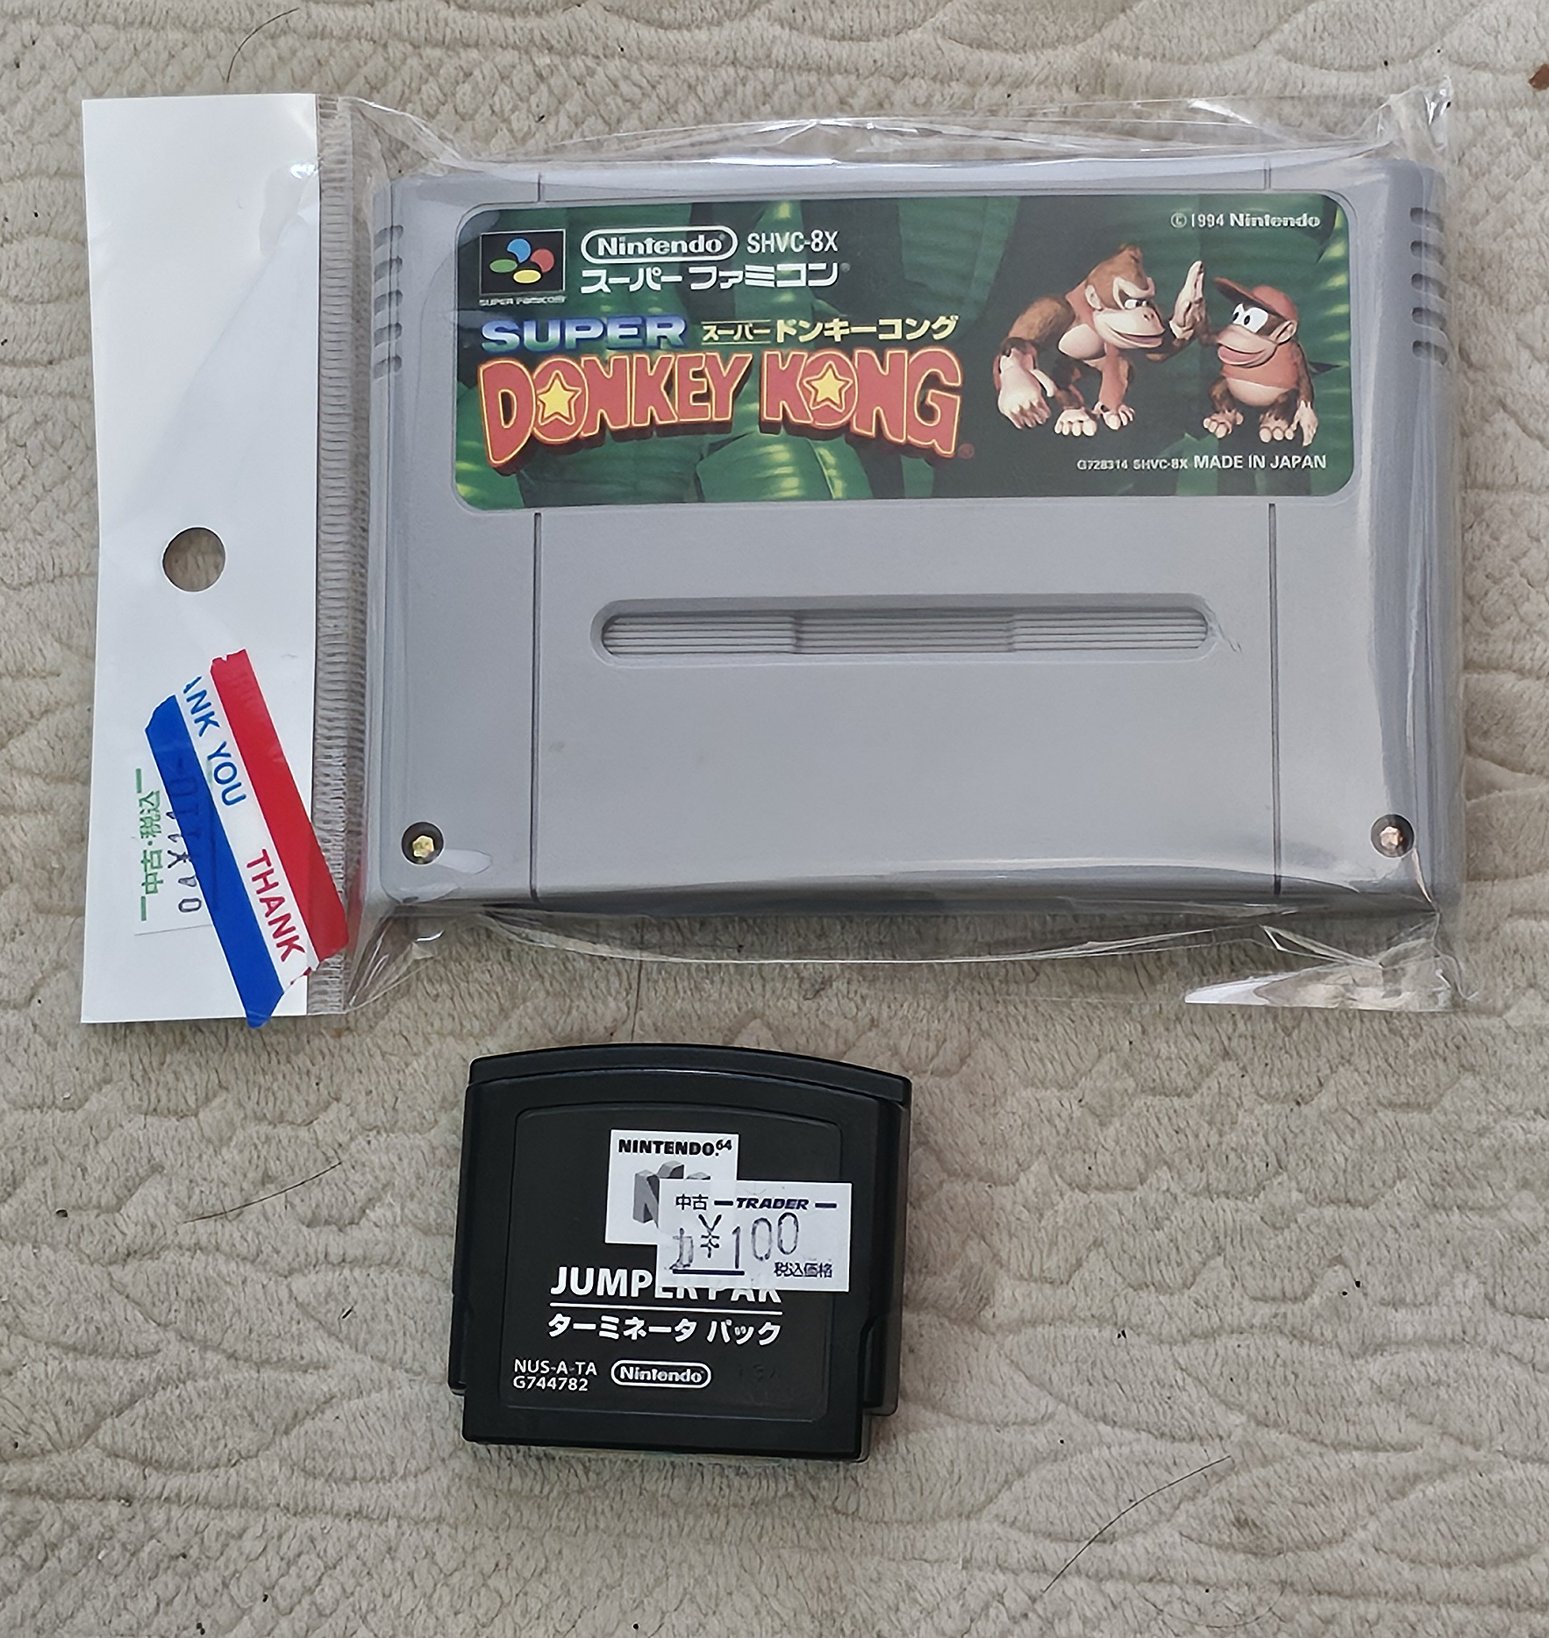 Nintendo SHVC-8X
スーパーファミコン
SUPER FAMICOM
©1994 Nintendo
SUPER スーパードンキーコング
DONKEY KONG
G728314 SHVC-8X MADE IN JAPAN
ANK YOU
THANK
中古・税込
NINTENDO.64
中古 TRADER
¥100
税込価格
JUMPER PAK
ターミネータ パック
NUS-A-TA
G744782
Nintendo